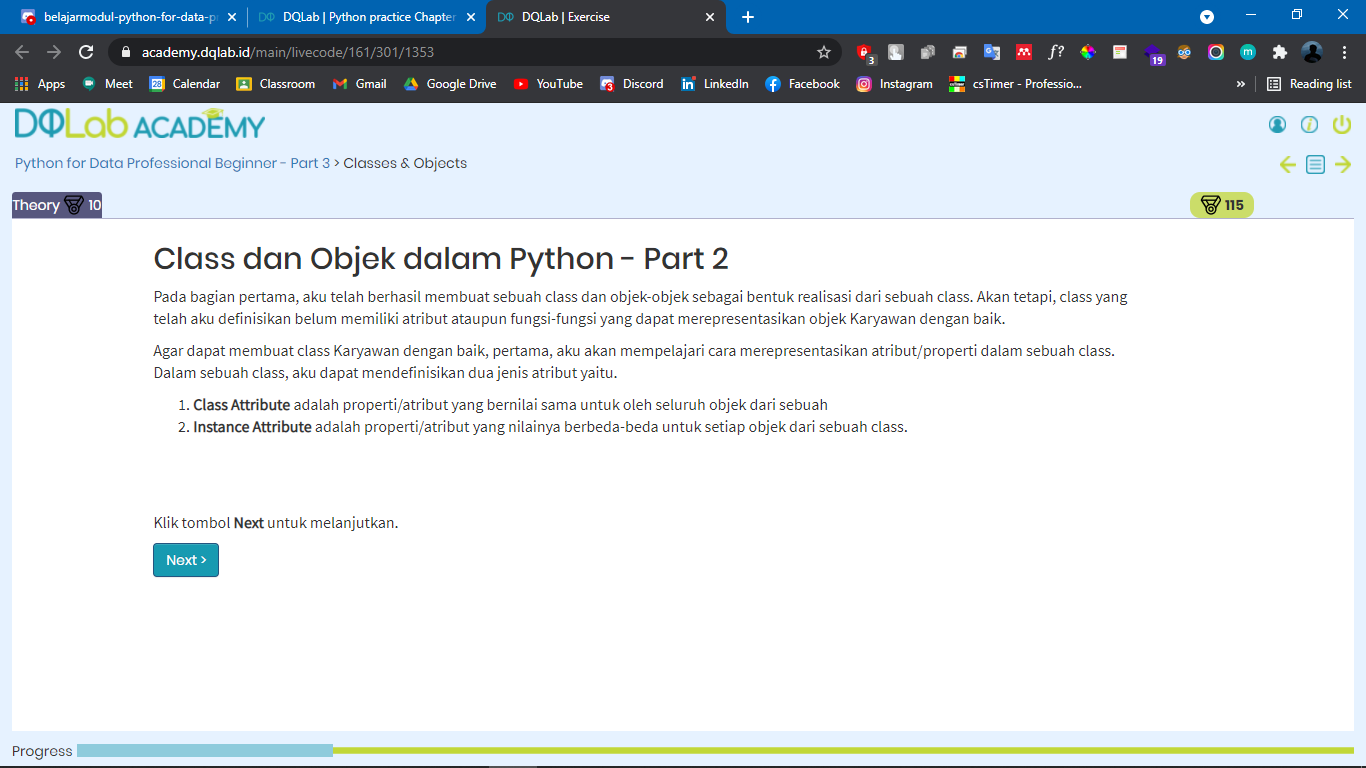 belajarmodul-python-for-data-p
DQLab | Python practice Chapter
DQLab | Exercise
academy.dqlab.id/main/livecode/161/301/1353
f?
3
19
m
Apps
Meet
28
Calendar
Classroom
Gmail
Google Drive
YouTube
3
Discord
LinkedIn
Facebook
Instagram
csTimer - Professio...
»
Reading list
DQLab ACADEMY
Python for Data Professional Beginner - Part 3 > Classes & Objects
Theory 10
115
Class dan Objek dalam Python - Part 2
Pada bagian pertama, aku telah berhasil membuat sebuah class dan objek-objek sebagai bentuk realisasi dari sebuah class. Akan tetapi, class yang
telah aku definisikan belum memiliki atribut ataupun fungsi-fungsi yang dapat merepresentasikan objek Karyawan dengan baik.
Agar dapat membuat class Karyawan dengan baik, pertama, aku akan mempelajari cara merepresentasikan atribut/properti dalam sebuah class.
Dalam sebuah class, aku dapat mendefinisikan dua jenis atribut yaitu.
1. Class Attribute adalah properti/atribut yang bernilai sama untuk oleh seluruh objek dari sebuah
2. Instance Attribute adalah properti/atribut yang nilainya berbeda-beda untuk setiap objek dari sebuah class.
Klik tombol Next untuk melanjutkan.
Next >
Progress